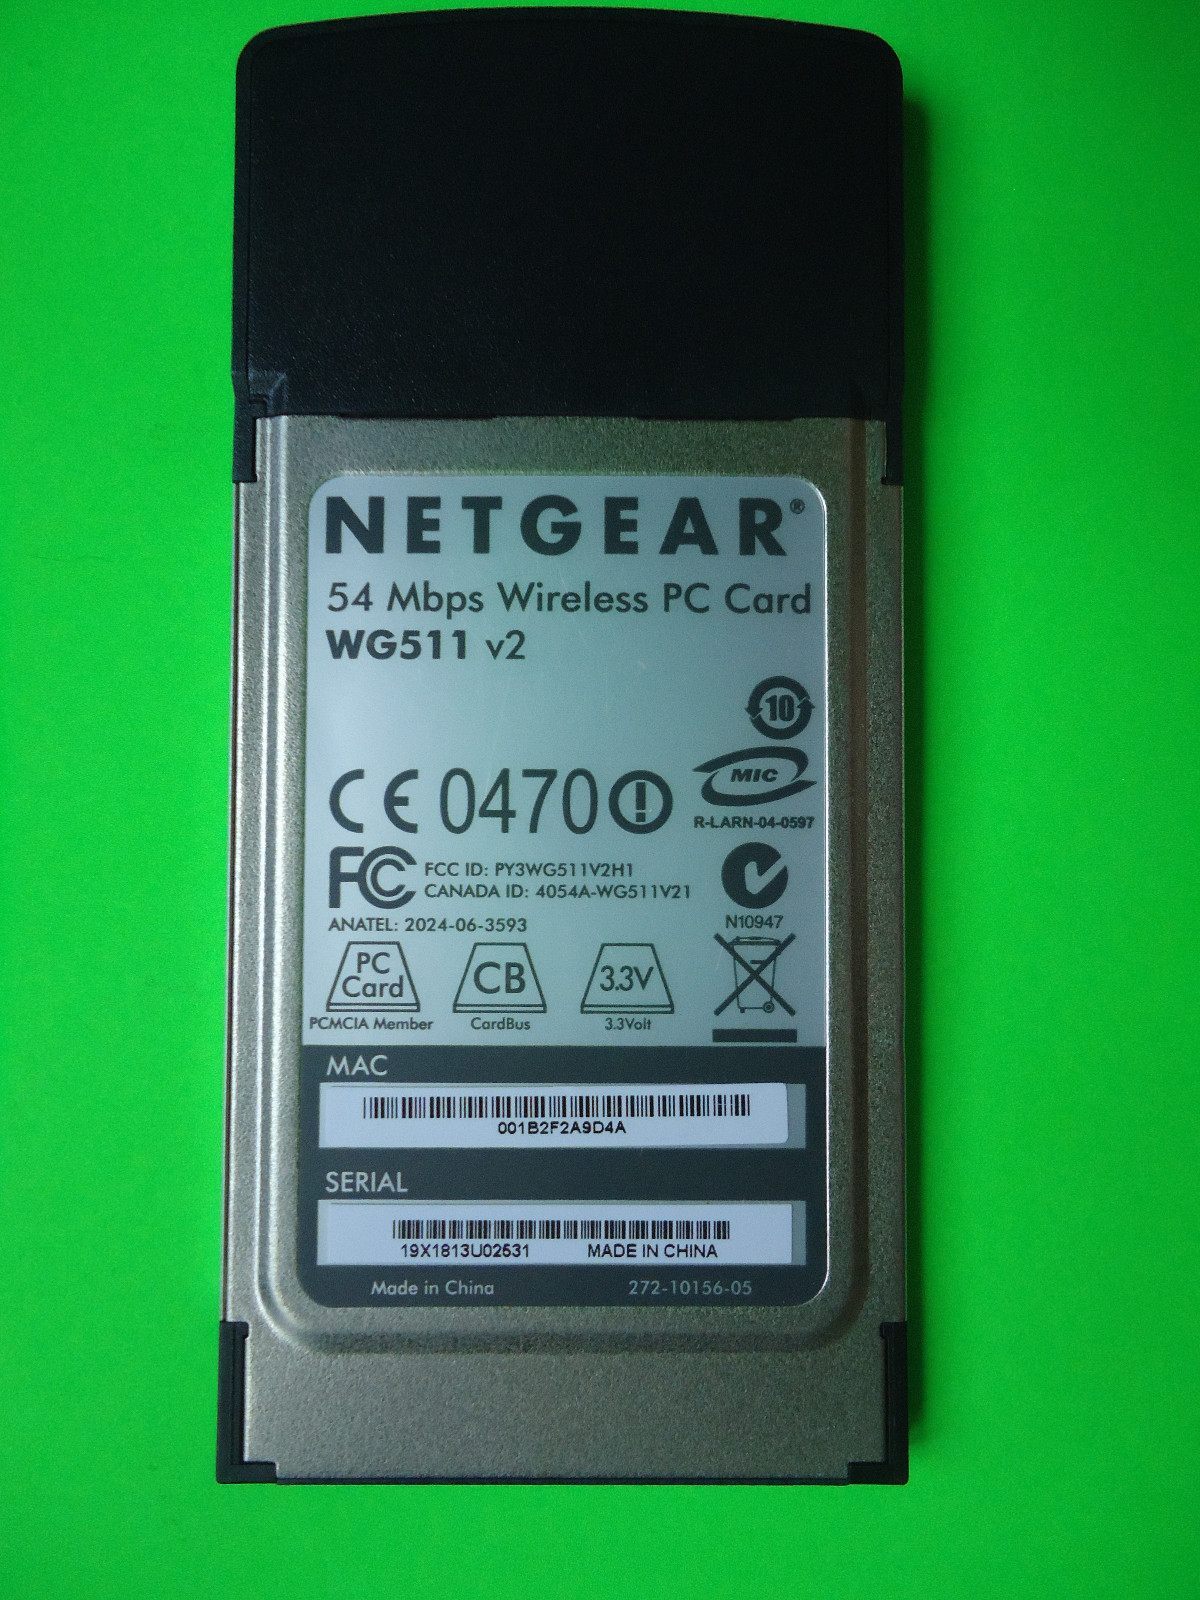 NETGEAR®
54 Mbps Wireless PC Card
WG511 v2
10
CE 0470
MIC
R-LARN-04-0597
FC
FCC ID: PY3WG511V2H1
CANADA ID: 4054A-WG511V21
N10947
ANATEL: 2024-06-3593
PC Card
CB
3.3V
PCMCIA Member
CardBus
3.3Volt
MAC
001B2F2A9D4A
SERIAL
19X1813U02531 MADE IN CHINA
Made in China 272-10156-05